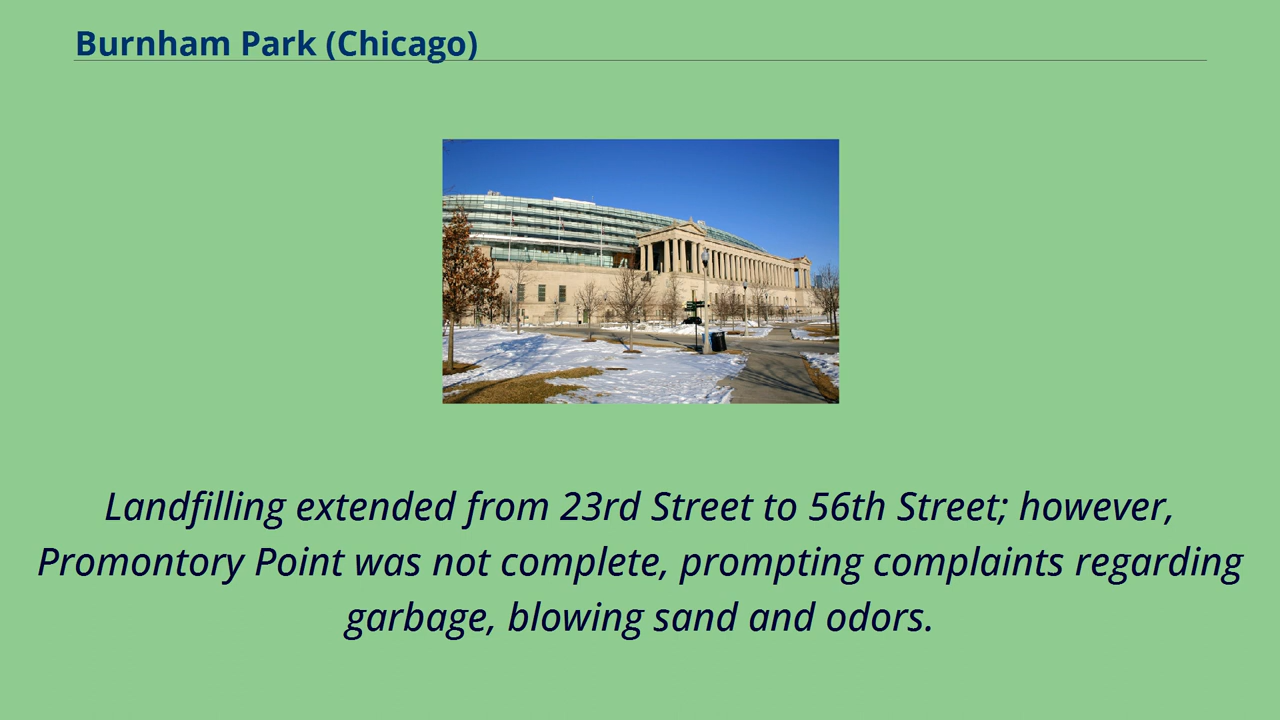 Burnham Park (Chicago)
Landfilling extended from 23rd Street to 56th Street; however,
Promontory Point was not complete, prompting complaints regarding
garbage, blowing sand and odors.